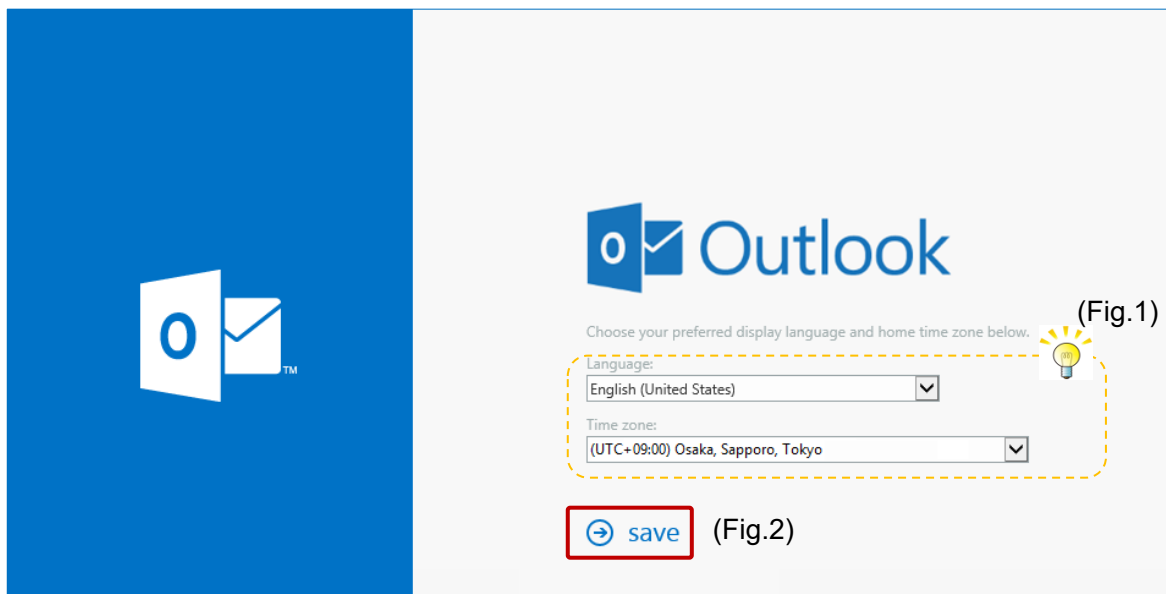 O
TM
O Outlook
(Fig.1)
Choose your preferred display language and home time zone below.
Language:
English (United States)
Time zone:
(UTC+09:00) Osaka, Sapporo, Tokyo
save (Fig.2)